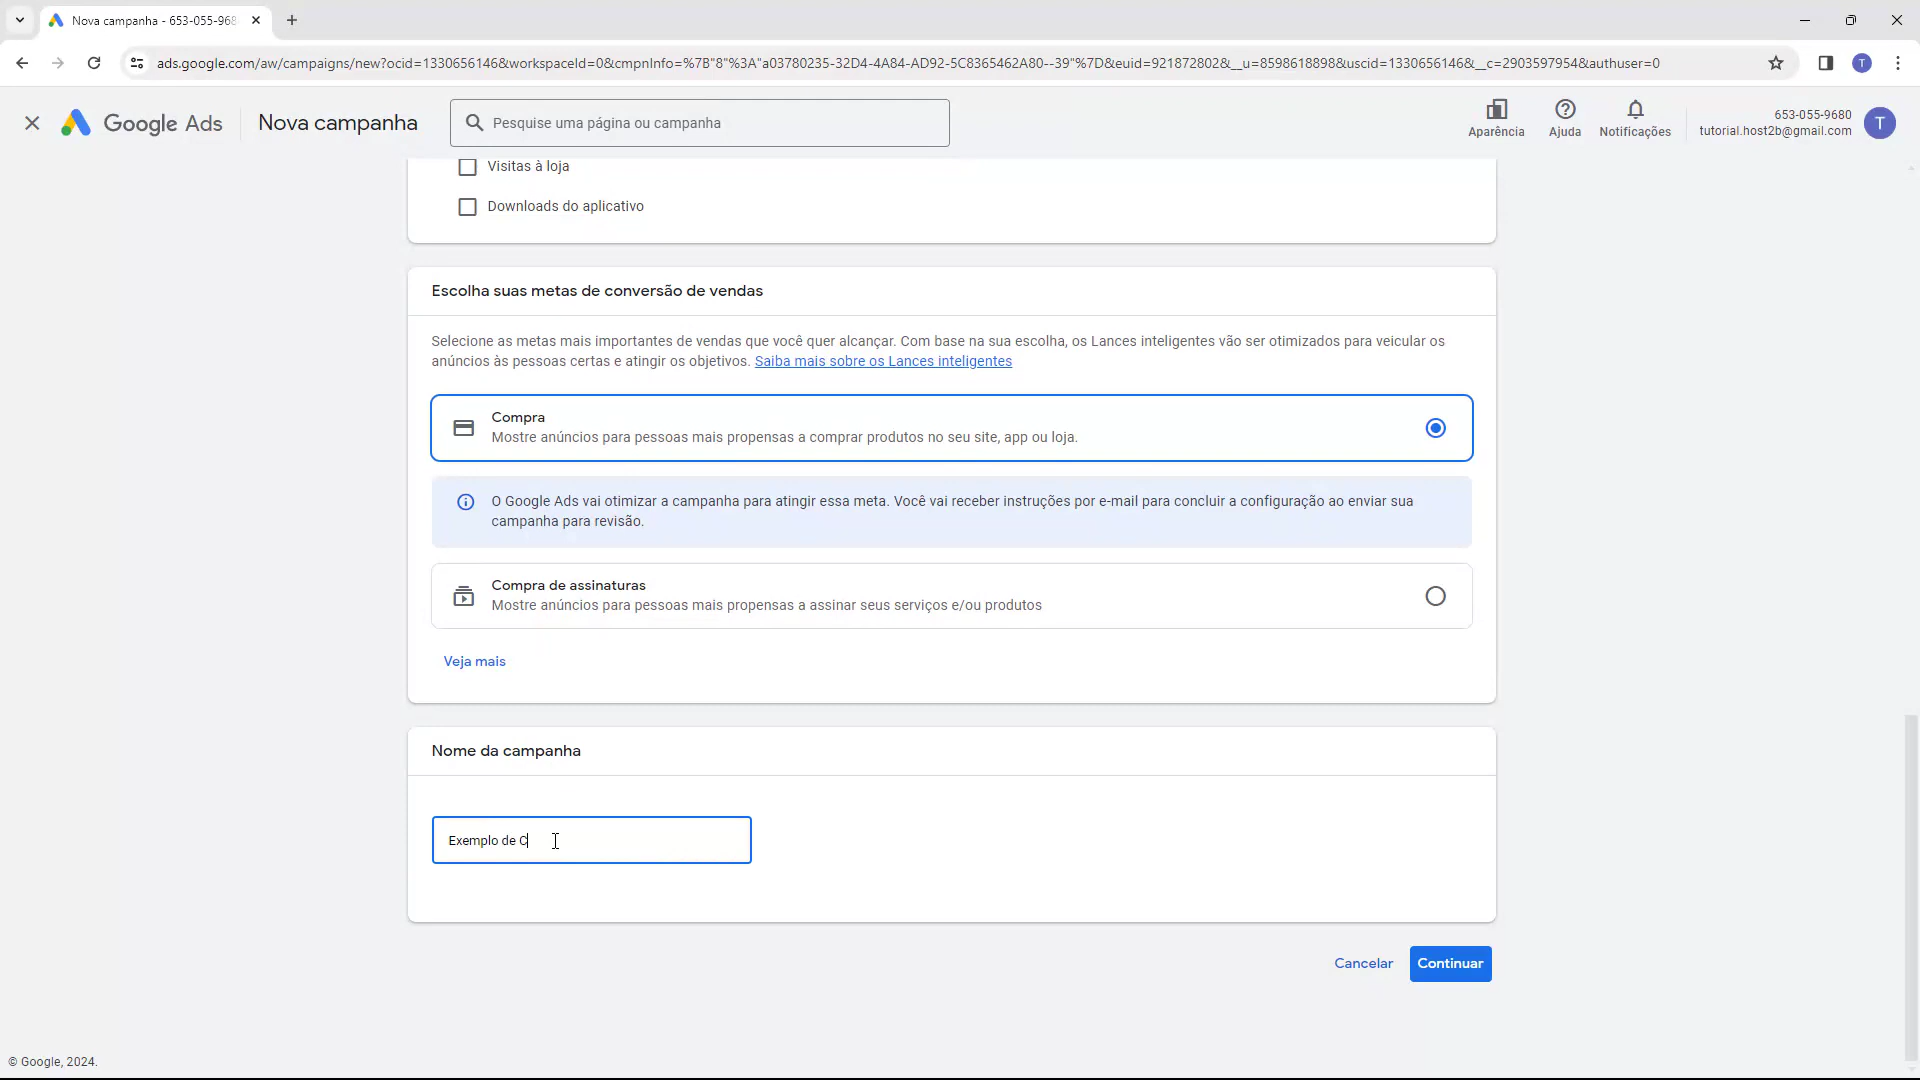 Nova campanha - 653-055-968
ads.google.com/aw/campaigns/new?ocid=1330656146&workspaceId=0&cmpnInfo=%7B"8"%3A"a03780235-32D4-4A84-AD92-5C8365462A80--39"%7D&euid=921872802&__u=8598618898&uscid=1330656146&__c=2903597954&authuser=0
T
Google Ads
Nova campanha
Pesquise uma página ou campanha
Aparência
Ajuda
Notificações
653-055-9680
tutorial.host2b@gmail.com
T
Visitas à loja
Downloads do aplicativo
Escolha suas metas de conversão de vendas
Selecione as metas mais importantes de vendas que você quer alcançar. Com base na sua escolha, os Lances inteligentes vão ser otimizados para veicular os
anúncios às pessoas certas e atingir os objetivos. Saiba mais sobre os Lances inteligentes
Compra
Mostre anúncios para pessoas mais propensas a comprar produtos no seu site, app ou loja.
O Google Ads vai otimizar a campanha para atingir essa meta. Você vai receber instruções por e-mail para concluir a configuração ao enviar sua
campanha para revisão.
Compra de assinaturas
Mostre anúncios para pessoas mais propensas a assinar seus serviços e/ou produtos
Veja mais
Nome da campanha
Exemplo de C
Cancelar
Continuar
© Google, 2024.